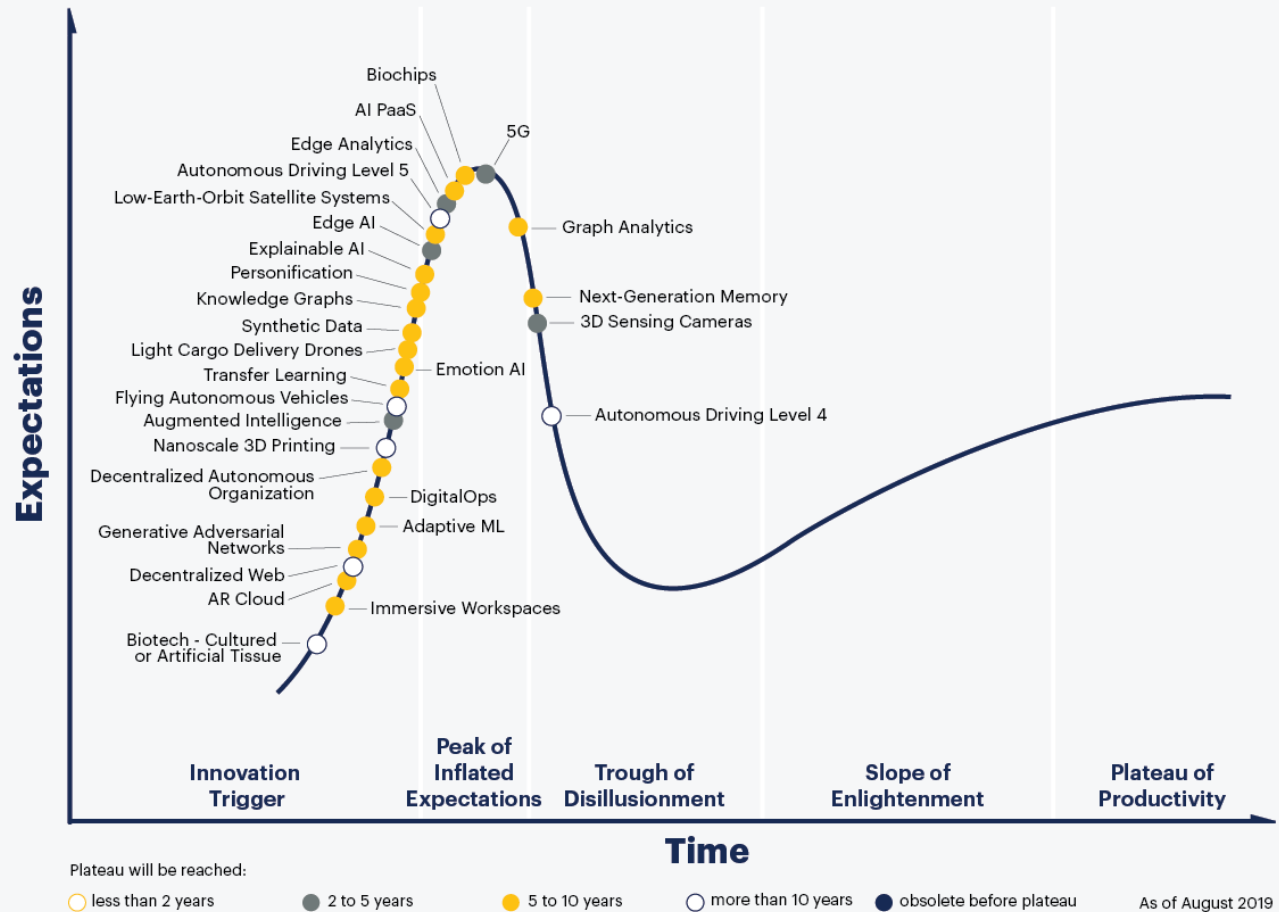 Expectations
Biochips
AI PaaS
5G
Edge Analytics
Autonomous Driving Level 5
Low-Earth-Orbit Satellite Systems
Edge AI
Graph Analytics
Explainable AI
Personification
Knowledge Graphs
Next-Generation Memory
Synthetic Data
3D Sensing Cameras
Light Cargo Delivery Drones
Emotion AI
Transfer Learning
Flying Autonomous Vehicles
Augmented Intelligence
Autonomous Driving Level 4
Nanoscale 3D Printing
Decentralized Autonomous
Organization
DigitalOps
Adaptive ML
Generative Adversarial
Networks
Decentralized Web
AR Cloud
Immersive Workspaces
Biotech - Cultured
or Artificial Tissue
Innovation
Trigger
Peak of
Inflated
Expectations
Trough of
Disillusionment
Slope of
Enlightenment
Plateau of
Productivity
Time
Plateau will be reached:
less than 2 years
2 to 5 years
5 to 10 years
more than 10 years
obsolete before plateau
As of August 2019